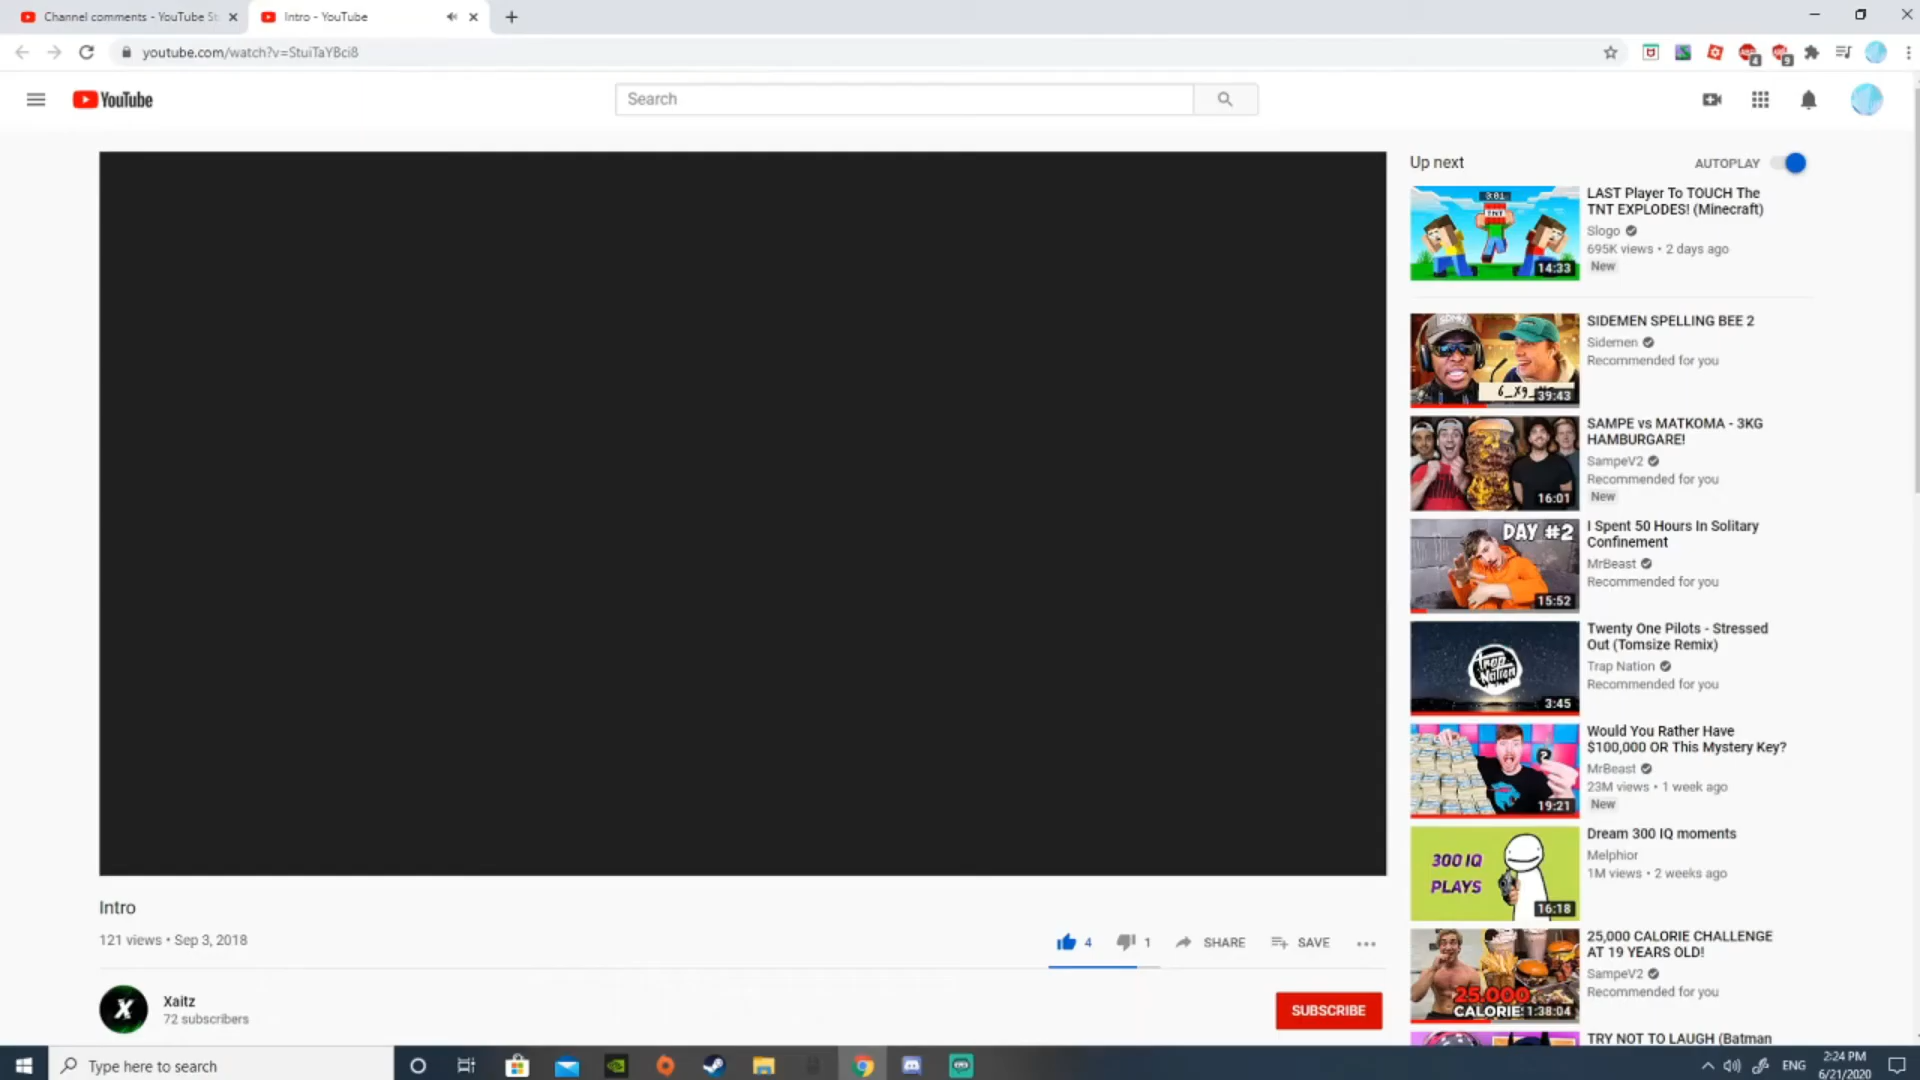 Channel comments - YouTube St
Intro - YouTube
youtube.com/watch?v=StuiTaYBci8
4
9
YouTube
Search
Up next
AUTOPLAY
LAST Player To TOUCH The
TNT EXPLODES! (Minecraft)
Slogo
695K views • 2 days ago
New
TNT
14:33
SIDEMEN SPELLING BEE 2
Sidemen
Recommended for you
39:43
SAMPE vs MATKOMA - 3KG
HAMBURGARE!
SampeV2
Recommended for you
New
16:01
I Spent 50 Hours In Solitary
Confinement
MrBeast
Recommended for you
DAY #2
15:52
Twenty One Pilots - Stressed
Out (Tomsize Remix)
Trap Nation
Recommended for you
Trap
Nation
3:45
Would You Rather Have
$100,000 OR This Mystery Key?
MrBeast
23M views • 1 week ago
New
?
19:21
Dream 300 IQ moments
Melphior
1M views • 2 weeks ago
300 IQ
PLAYS
16:18
25,000 CALORIE CHALLENGE
AT 19 YEARS OLD!
SampeV2
Recommended for you
25.000
CALORIE
1:38:04
TRY NOT TO LAUGH (Batman
Intro
121 views • Sep 3, 2018
4
1
SHARE
SAVE
X
Xaitz
72 subscribers
SUBSCRIBE
Type here to search
ENG
2:24 PM
6/21/2020